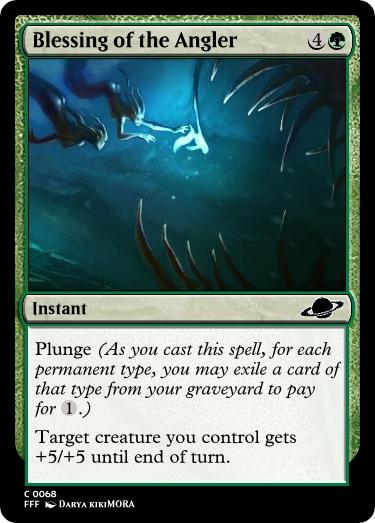 Blessing of the Angler 4
Instant
Plunge (As you cast this spell, for each
permanent type, you may exile a card of
that type from your graveyard to pay
for 1.)
Target creature you control gets
+5/+5 until end of turn.
C 0068
FFF Darya kikiMORA